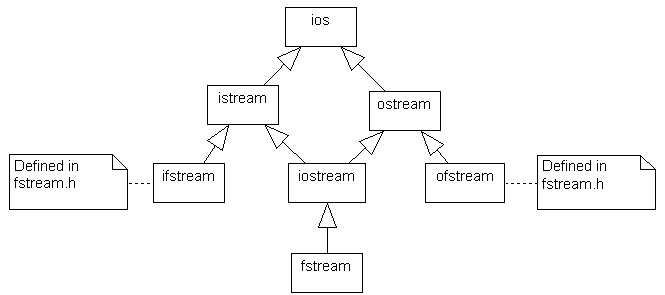 ios
istream
ostream
Defined in
fstream.h
ifstream
iostream
ofstream
Defined in
fstream.h
fstream